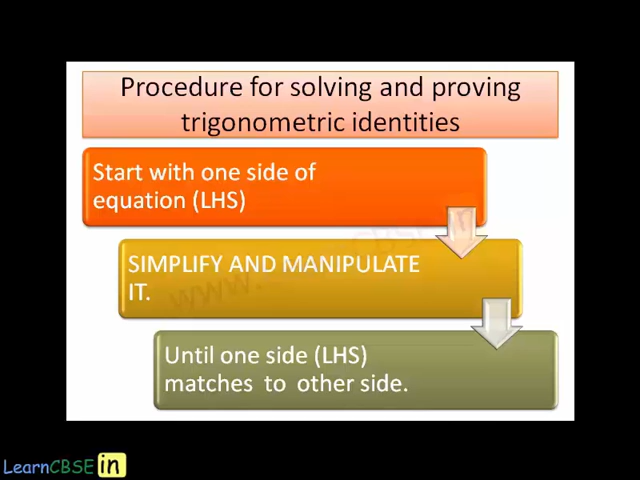 Procedure for solving and proving
trigonometric identities
Start with one side of
equation (LHS)
SIMPLIFY AND MANIPULATE
IT.
Until one side (LHS)
matches to other side.
LearnCBSE in